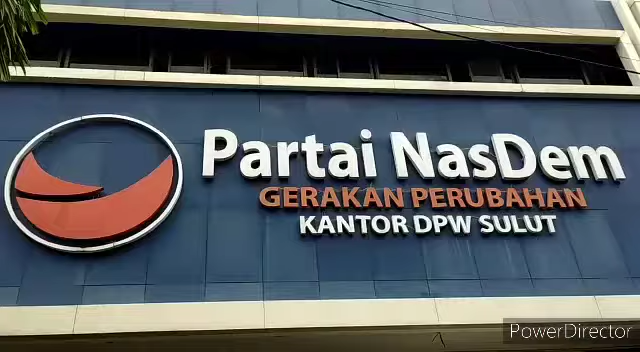 Partai NasDem
GERAKAN PERUBAHAN
KANTOR DPW SULUT
PowerDirector